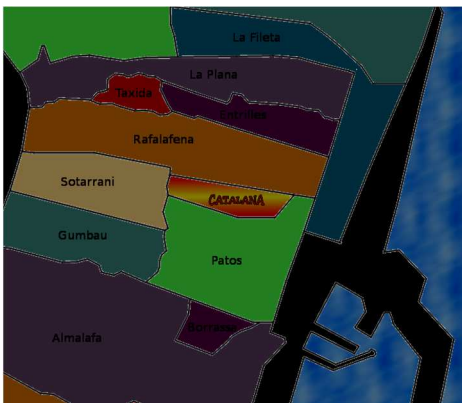 La Fileta
La Plana
Taxida
Rafalafena
Sotarrani
CATALANA
Gumbau
Patos
Almalafa